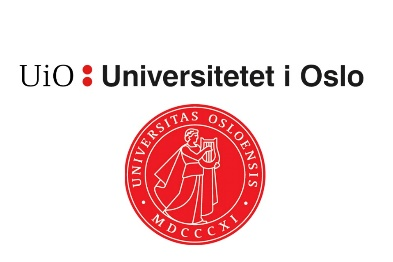 UiO : Universitetet i Oslo
UNIVERSITAS OSLOENSIS
MDCCCXI